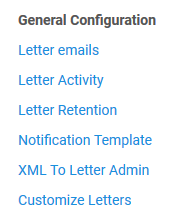 General Configuration
Letter emails
Letter Activity
Letter Retention
Notification Template
XML To Letter Admin
Customize Letters